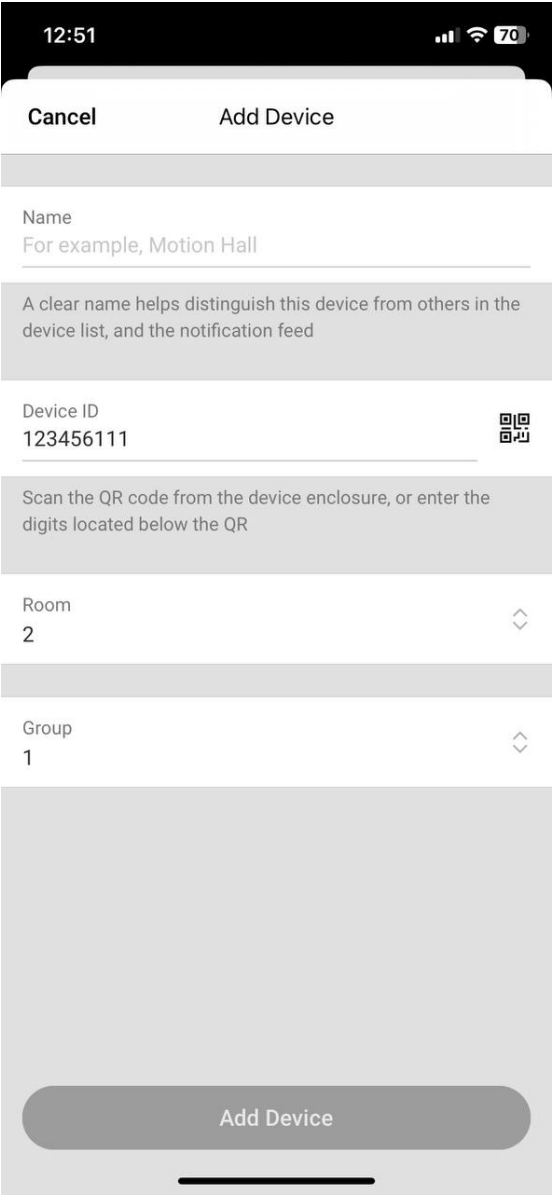 12:51
70
Cancel
Add Device
Name
For example, Motion Hall
A clear name helps distinguish this device from others in the
device list, and the notification feed
Device ID
123456111
Scan the QR code from the device enclosure, or enter the
digits located below the QR
Room
2
Group
1
Add Device